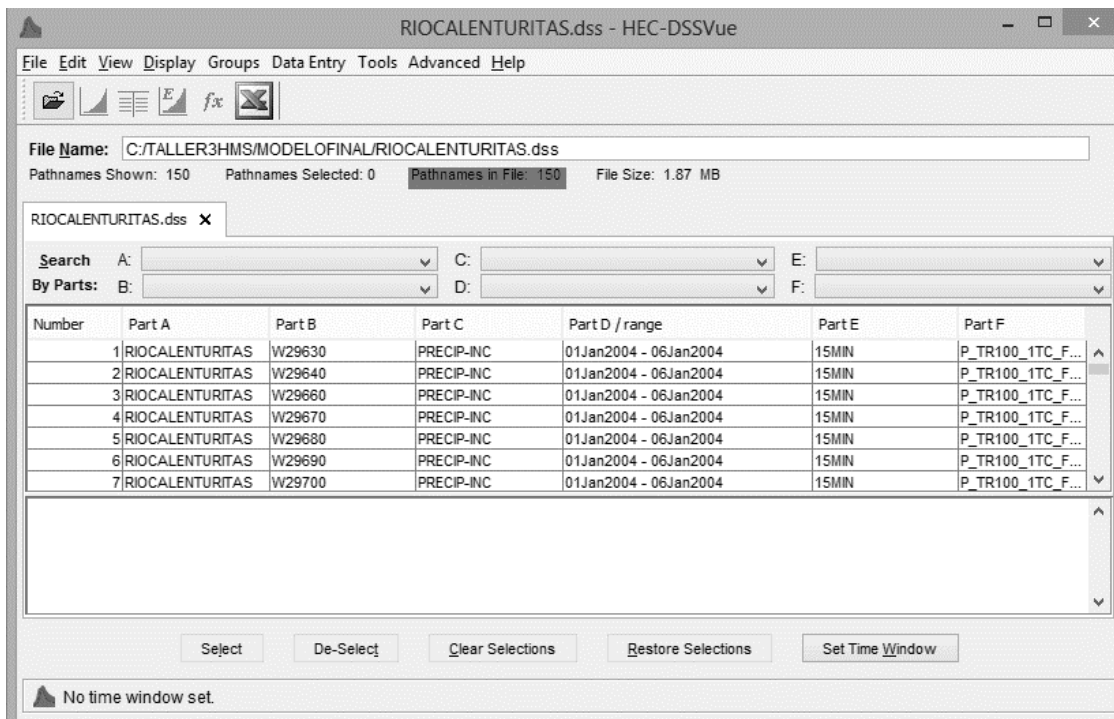 RIOCALENTURITAS.dss - HEC-DSSVue
File Edit View Display Groups Data Entry Tools Advanced Help
E fx X
File Name: C:/TALLER3HMS/MODELOFINAL/RIOCALENTURITAS.dss
Pathnames Shown: 150 Pathnames Selected: 0 Pathnames in File: 150 File Size: 1.87 MB
RIOCALENTURITAS.dss X
Search A: C: E:
By Parts: B: D: F:
Number Part A Part B Part C Part D / range Part E Part F
1 RIOCALENTURITAS W29630 PRECIP-INC 01Jan2004 - 06Jan2004 15MIN P_TR100_1TC_F...
2 RIOCALENTURITAS W29640 PRECIP-INC 01Jan2004 - 06Jan2004 15MIN P_TR100_1TC_F...
3 RIOCALENTURITAS W29660 PRECIP-INC 01Jan2004 - 06Jan2004 15MIN P_TR100_1TC_F...
4 RIOCALENTURITAS W29670 PRECIP-INC 01Jan2004 - 06Jan2004 15MIN P_TR100_1TC_F...
5 RIOCALENTURITAS W29680 PRECIP-INC 01Jan2004 - 06Jan2004 15MIN P_TR100_1TC_F...
6 RIOCALENTURITAS W29690 PRECIP-INC 01Jan2004 - 06Jan2004 15MIN P_TR100_1TC_F...
7 RIOCALENTURITAS W29700 PRECIP-INC 01Jan2004 - 06Jan2004 15MIN P_TR100_1TC_F...
Select De-Select Clear Selections Restore Selections Set Time Window
No time window set.